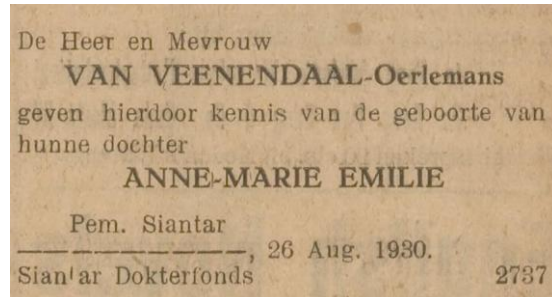 De Heer en Mevrouw
VAN VEENENDAAL-Oerlemans
geven hierdoor kennis van de geboorte van
hunne dochter
ANNE-MARIE EMILIE
Pem. Siantar
——————————, 26 Aug. 1930.
Sian'ar Dokterfonds 2737